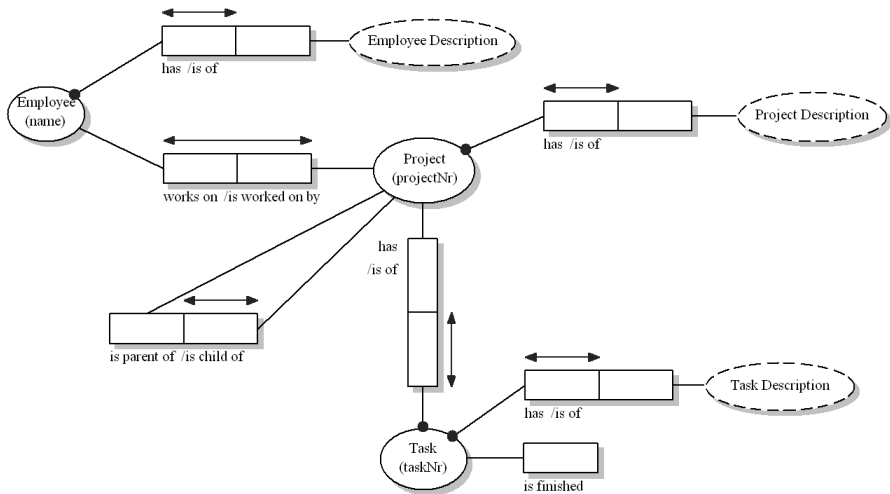 Employee Description
has /is of
Employee
(name)
Project Description
has /is of
Project
(projectNr)
works on /is worked on by
has
/is of
is parent of /is child of
Task Description
has /is of
Task
(taskNr)
is finished